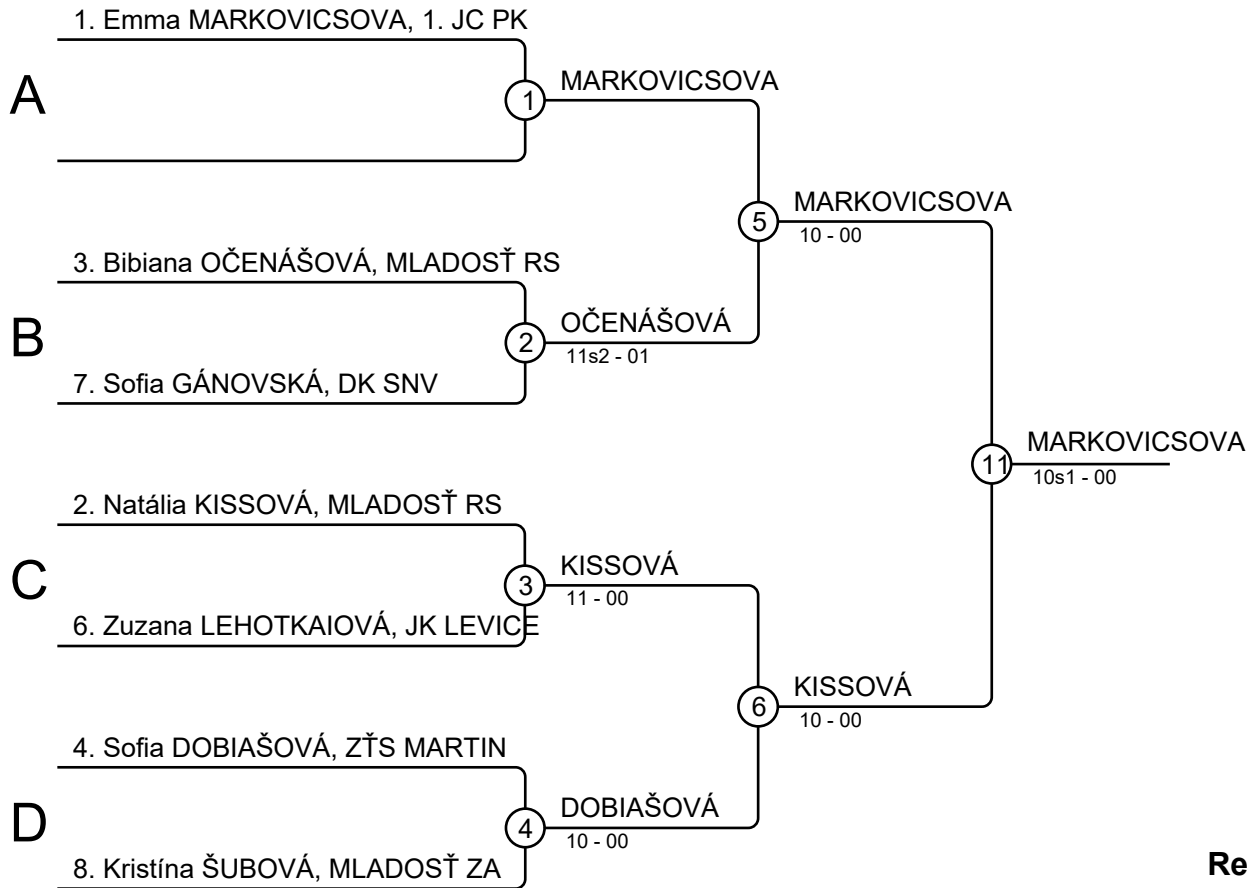 1. Emma MARKOVICSOVA, 1. JC PK
A
1
MARKOVICSOVA
5
MARKOVICSOVA
10 - 00
3. Bibiana OČENÁŠOVÁ, MLADOSŤ RS
B
2
OČENÁŠOVÁ
11s2 - 01
7. Sofia GÁNOVSKÁ, DK SNV
11
MARKOVICSOVA
10s1 - 00
2. Natália KISSOVÁ, MLADOSŤ RS
C
3
KISSOVÁ
11 - 00
6. Zuzana LEHOTKAIOVÁ, JK LEVICE
6
KISSOVÁ
10 - 00
4. Sofia DOBIAŠOVÁ, ZŤS MARTIN
D
4
DOBIAŠOVÁ
10 - 00
8. Kristína ŠUBOVÁ, MLADOSŤ ZA
Re